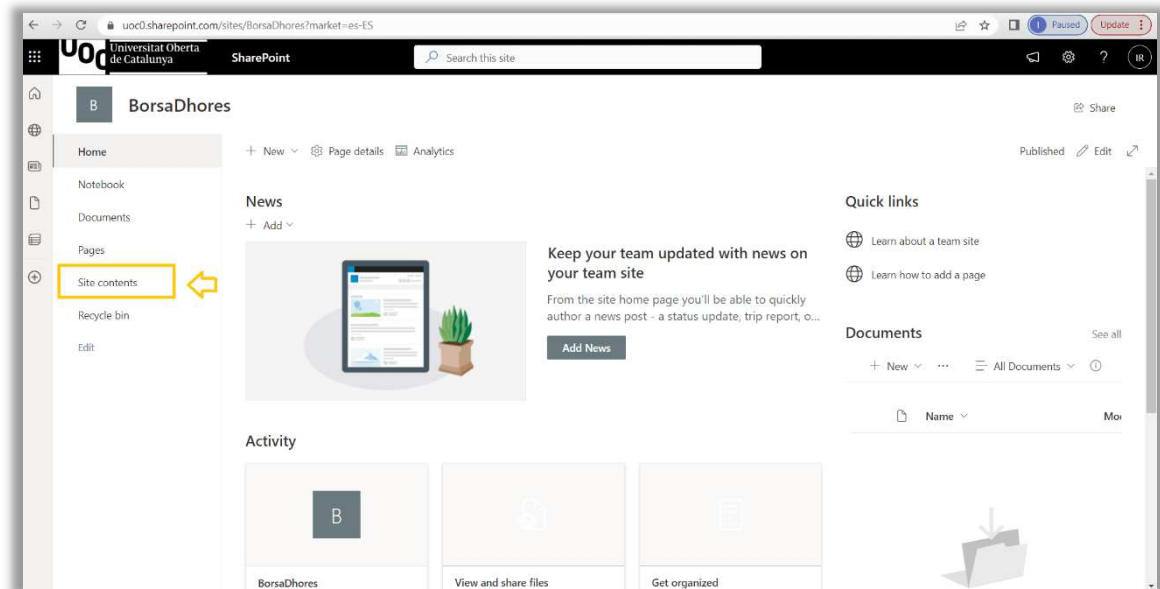 uoc0.sharepoint.com/sites/BorsaDhores?market=es-ES
Paused
Update
UOC Universitat Oberta
de Catalunya
SharePoint
Search this site
IR
B
BorsaDhores
Share
Home
+ New
Page details
Analytics
Published
Edit
Notebook
Documents
Pages
Site contents
Recycle bin
Edit
News
+ Add
Keep your team updated with news on
your team site
From the site home page you'll be able to quickly
author a news post - a status update, trip report, o...
Add News
Quick links
Learn about a team site
Learn how to add a page
Documents
See all
+ New
All Documents
Name
Mo
Activity
B
BorsaDhores
View and share files
Get organized